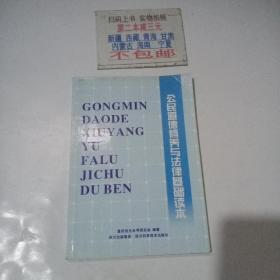 扫码上书 实物拍摄
第二本减三元
新疆 西藏 青海 甘肃
内蒙古 海南 宁夏
不包邮
GONGMIN
DAODE
XIUYANG
YU
FALU
JICHU
DU BEN
公民道德修养与法律基础读本